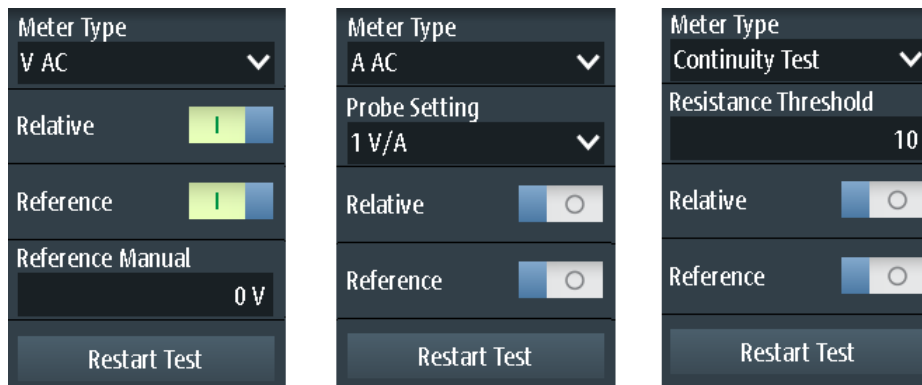 Meter Type
V AC
Relative
I
Reference
I
Reference Manual
0 V
Restart Test
Meter Type
A AC
Probe Setting
1 V/A
Relative
O
Reference
O
Restart Test
Meter Type
Continuity Test
Resistance Threshold
10
Relative
O
Reference
O
Restart Test